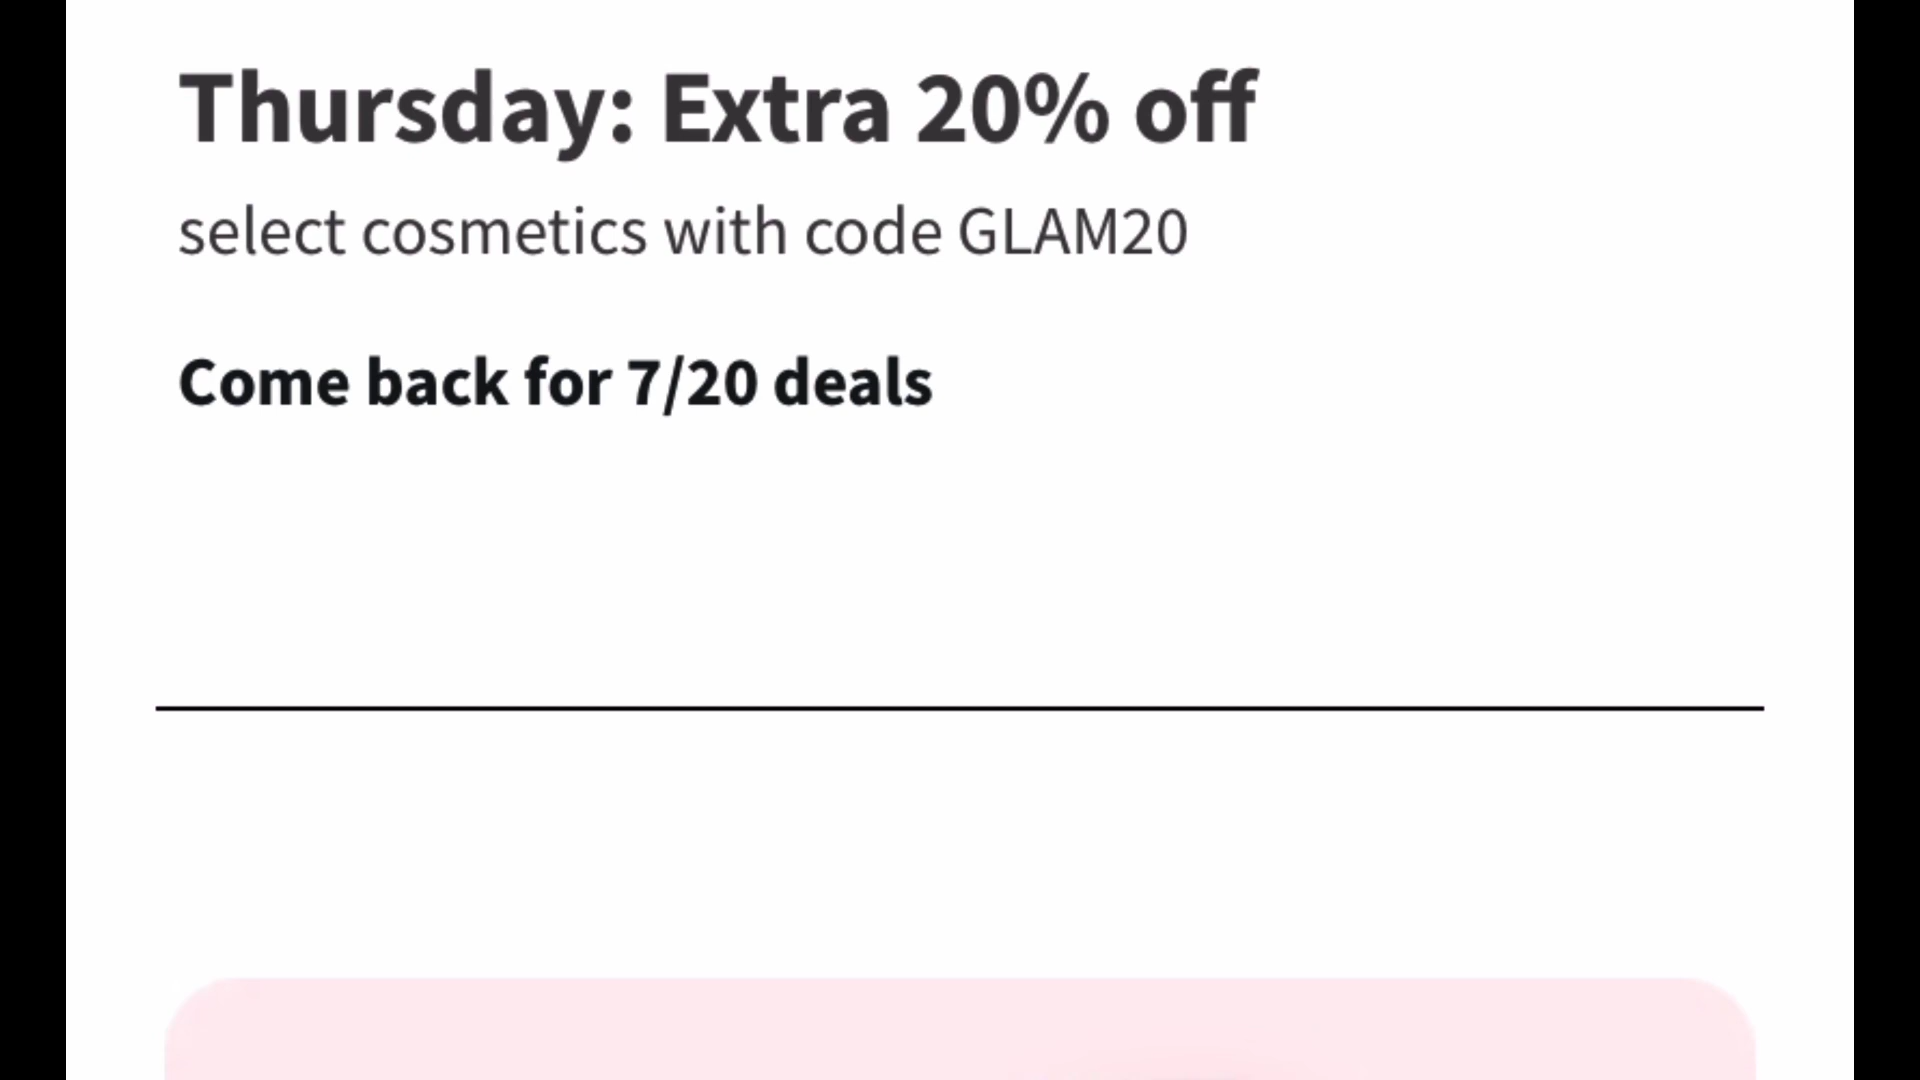 Thursday: Extra 20% off
select cosmetics with code GLAM20
Come back for 7/20 deals